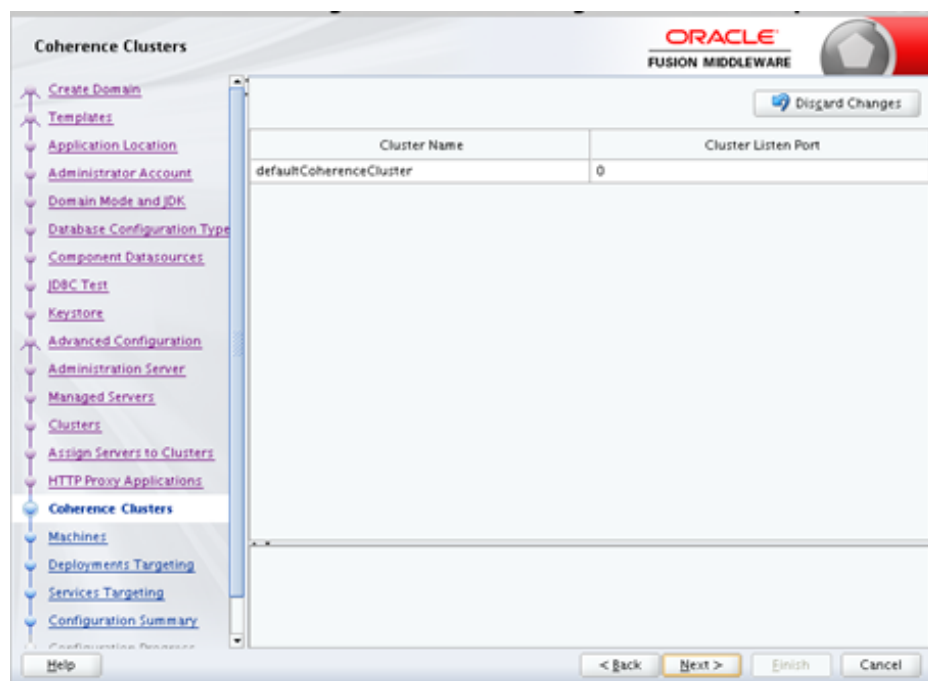 Coherence Clusters
ORACLE
FUSION MIDDLEWARE
Create Domain
Templates
Application Location
Administrator Account
Domain Mode and JDK
Database Configuration Type
Component Datasources
JDBC Test
Keystore
Advanced Configuration
Administration Server
Managed Servers
Clusters
Assign Servers to Clusters
HTTP Proxy Applications
Coherence Clusters
Machines
Deployments Targeting
Services Targeting
Configuration Summary
Configuration Progress
Discard Changes
Cluster Name Cluster Listen Port
defaultCoherenceCluster 0
Help < Back Next > Finish Cancel